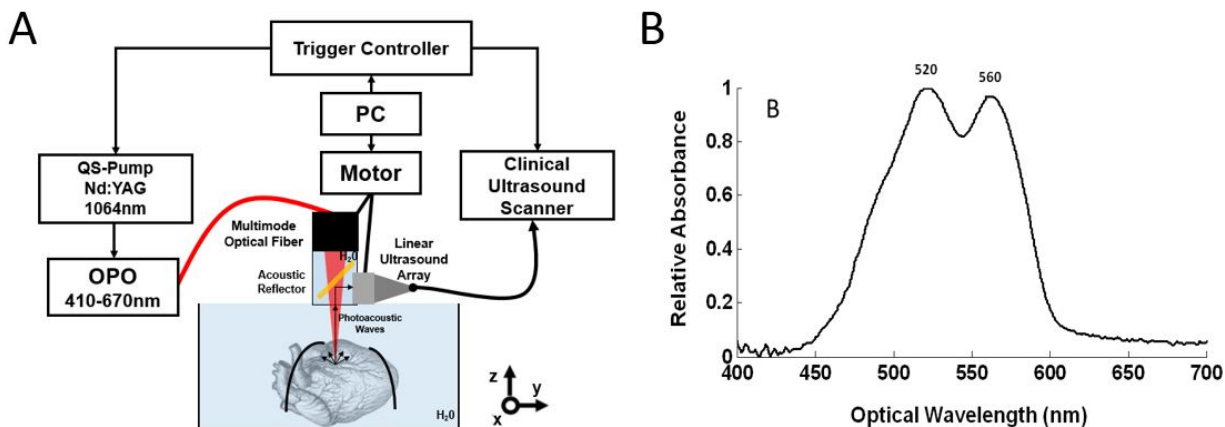 A
Trigger Controller
PC
Motor
QS-Pump
Nd:YAG
1064nm
OPO
410-670nm
Clinical
Ultrasound
Scanner
Multimode
Optical Fiber
H20
Linear
Ultrasound
Array
Acoustic
Reflector
Photoacoustic
Waves
z
y
x
H20
B
520
560
B
1
0.8
0.6
0.4
0.2
0
Relative Absorbance
400
450
500
550
600
650
700
Optical Wavelength (nm)